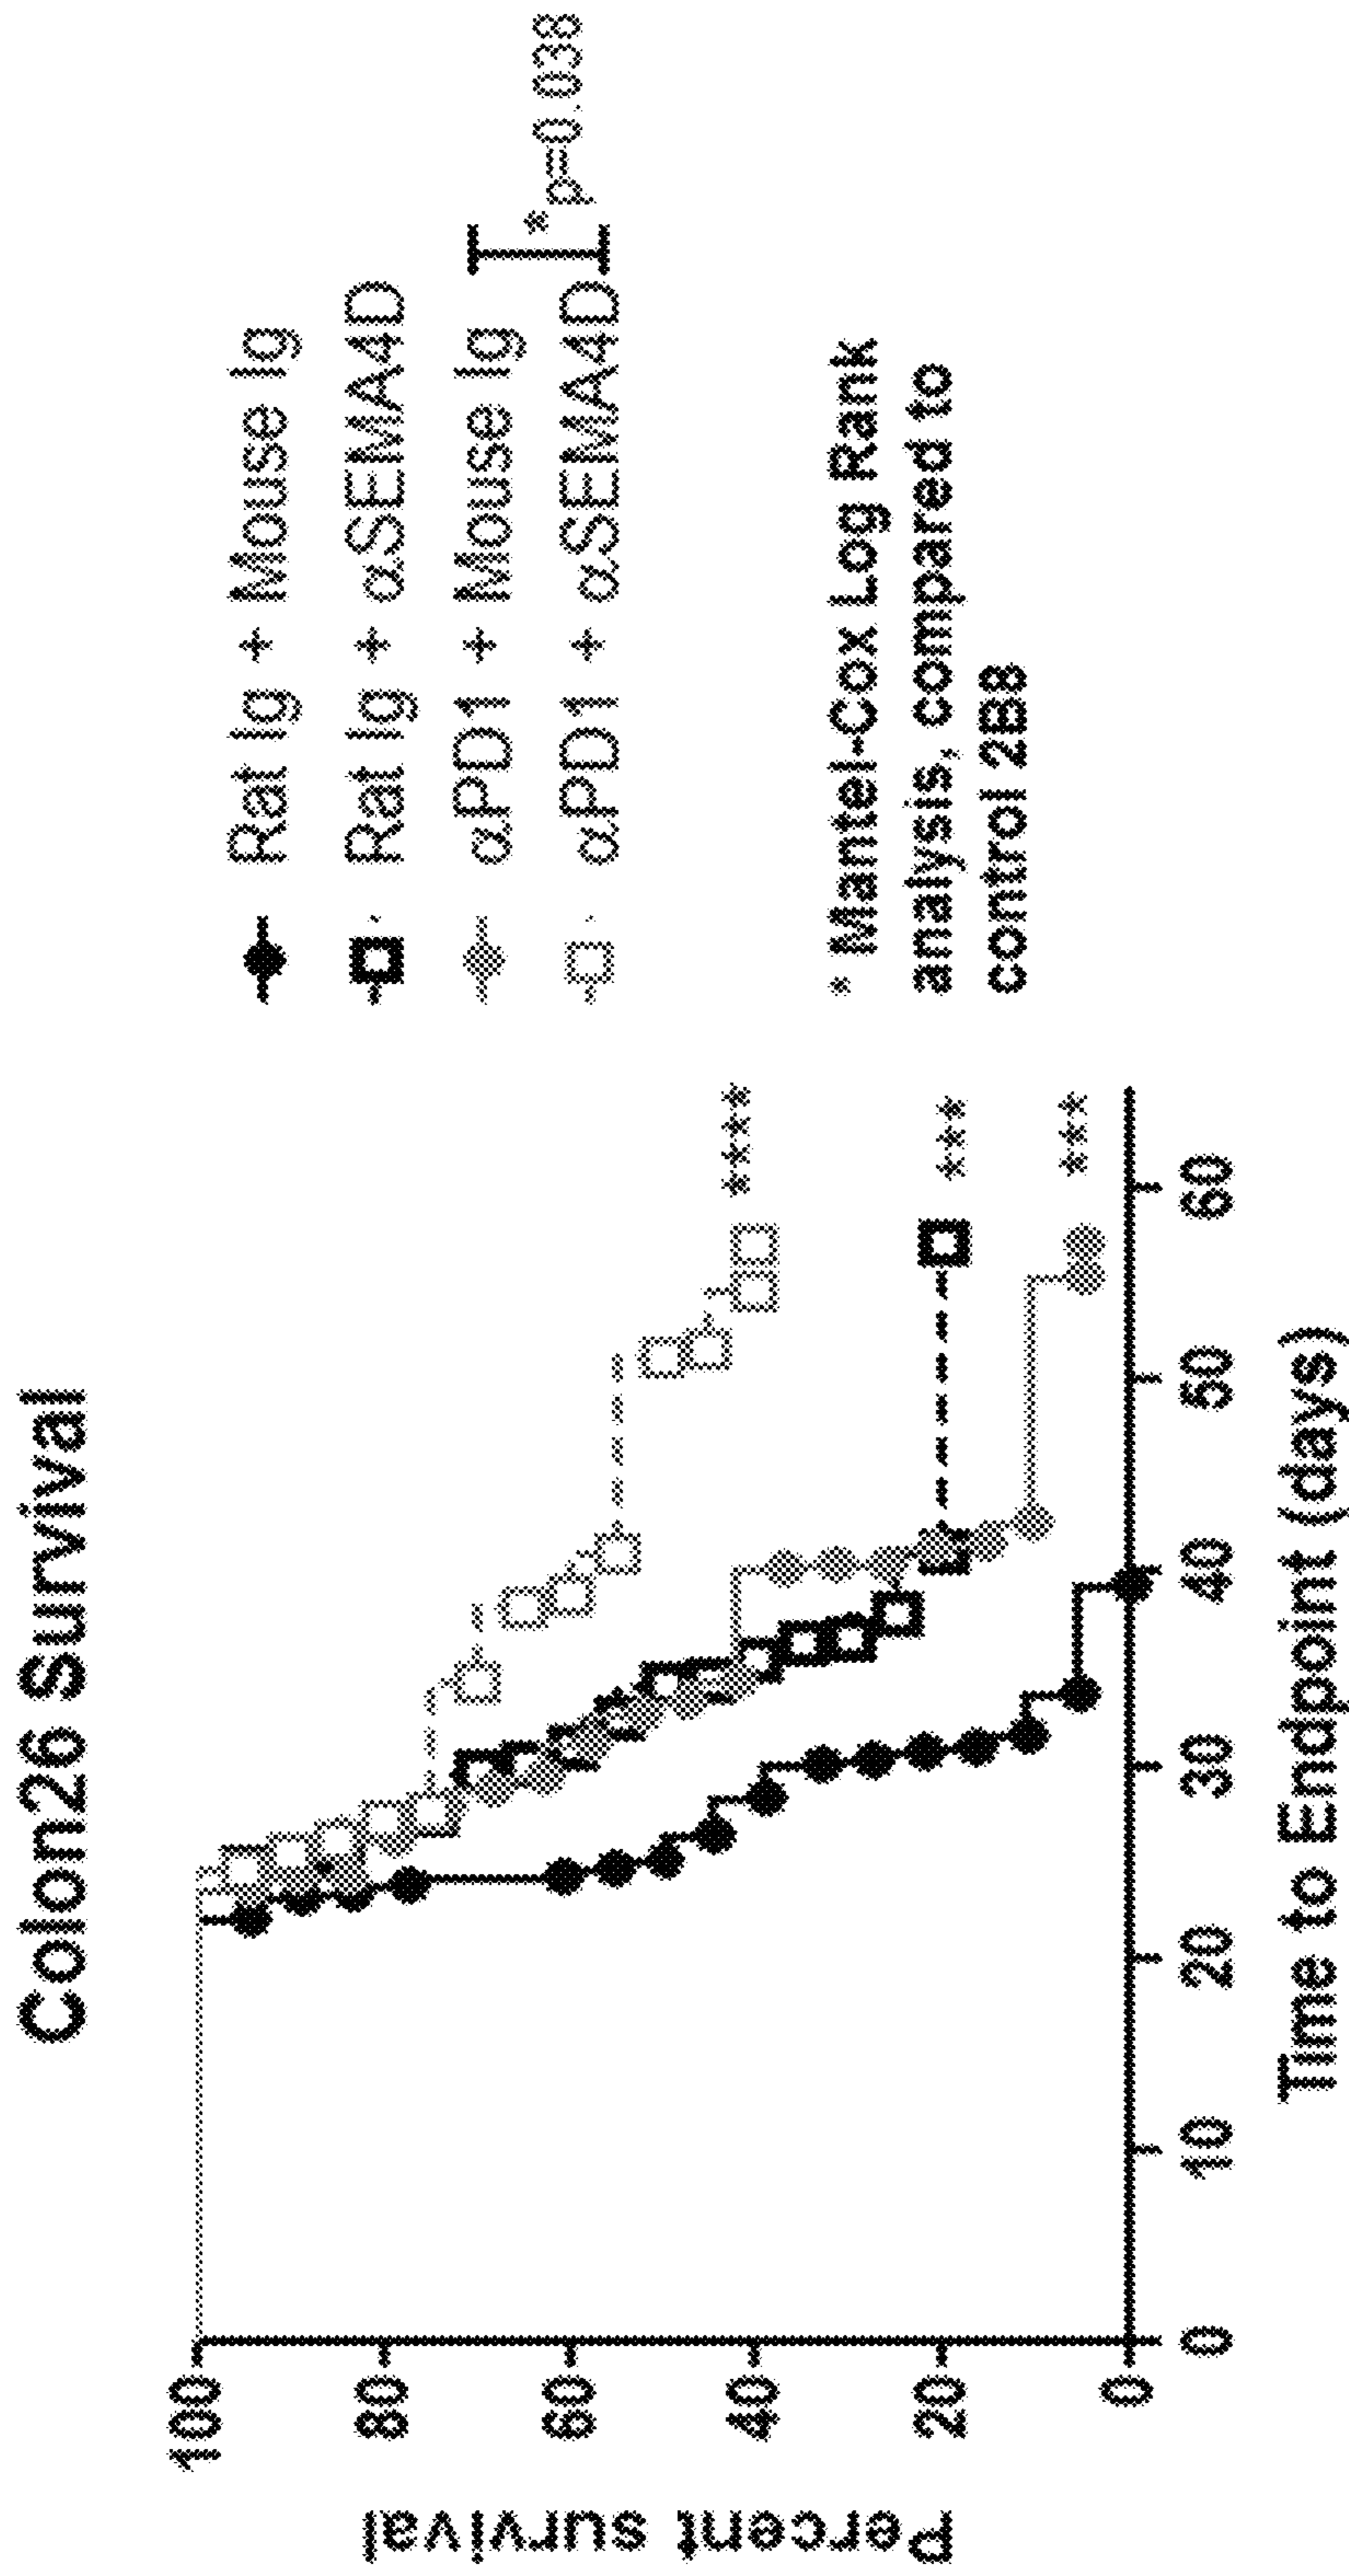 Colon26 Survival
Percent survival
100
80
60
40
20
0
0 10 20 30 40 50 60
Time to Endpoint (days)
****
***
***
Rat Ig + Mouse Ig
Rat Ig + αSEMA4D
αPD1 + Mouse Ig
αPD1 + αSEMA4D
* p=0.038
* Mantel-Cox Log Rank
analysis, compared to
control 2B8